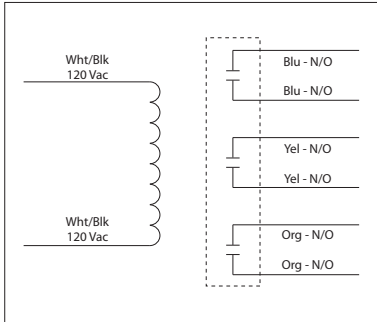 Wht/Blk
120 Vac
Wht/Blk
120 Vac
Blu - N/O
Blu - N/O
Yel - N/O
Yel - N/O
Org - N/O
Org - N/O